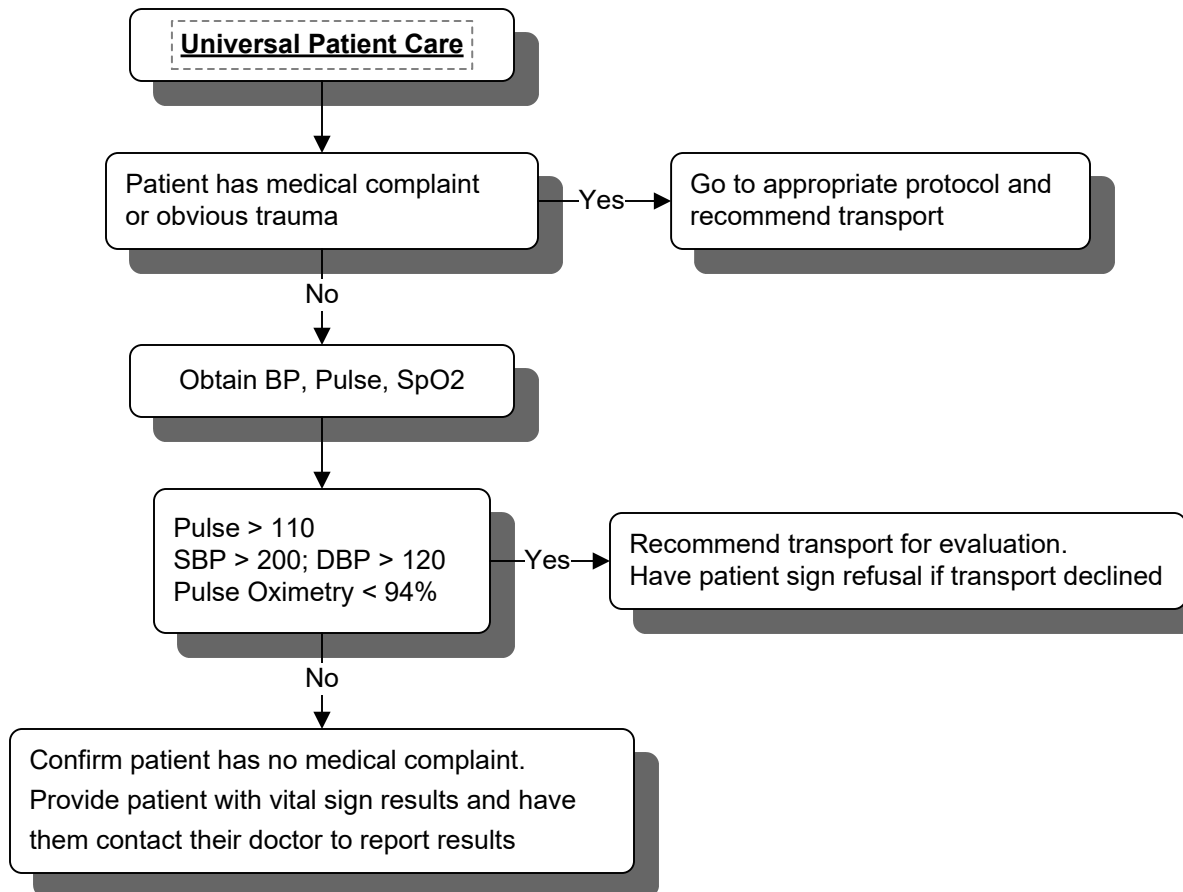 Universal Patient Care
Patient has medical complaint
or obvious trauma
Yes
Go to appropriate protocol and
recommend transport
No
Obtain BP, Pulse, SpO2
Pulse > 110
SBP > 200; DBP > 120
Pulse Oximetry < 94%
Yes
Recommend transport for evaluation.
Have patient sign refusal if transport declined
No
Confirm patient has no medical complaint.
Provide patient with vital sign results and have
them contact their doctor to report results